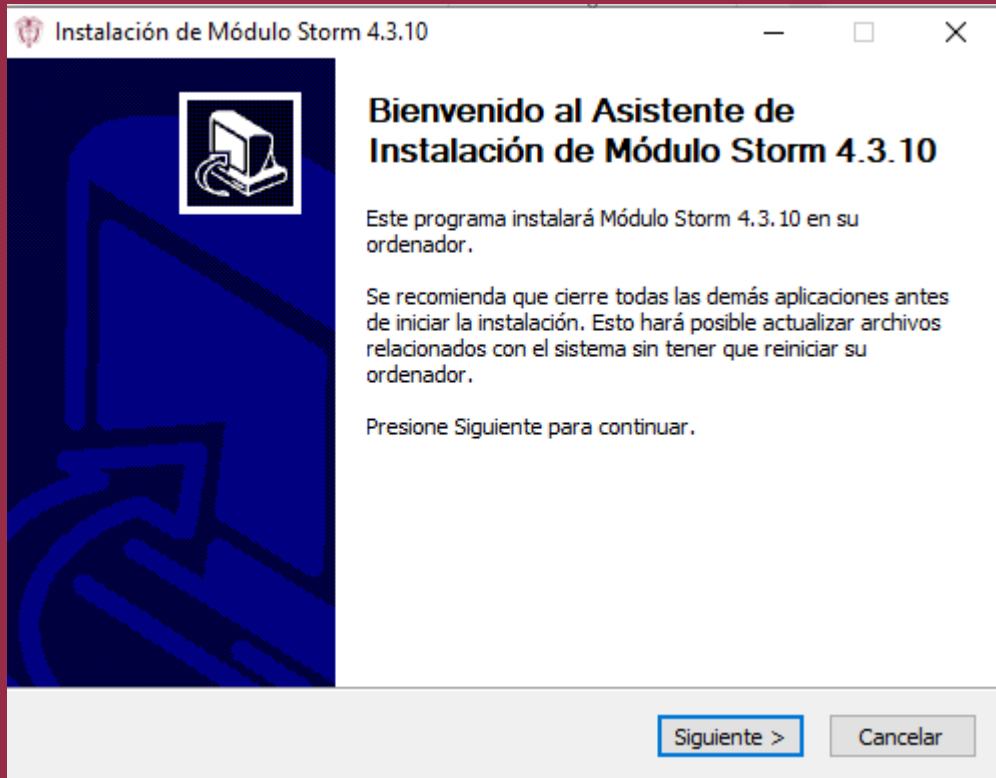 Instalación de Módulo Storm 4.3.10
Bienvenido al Asistente de
Instalación de Módulo Storm 4.3.10
Este programa instalará Módulo Storm 4.3.10 en su
ordenador.
Se recomienda que cierre todas las demás aplicaciones antes
de iniciar la instalación. Esto hará posible actualizar archivos
relacionados con el sistema sin tener que reiniciar su
ordenador.
Presione Siguiente para continuar.
Siguiente >
Cancelar